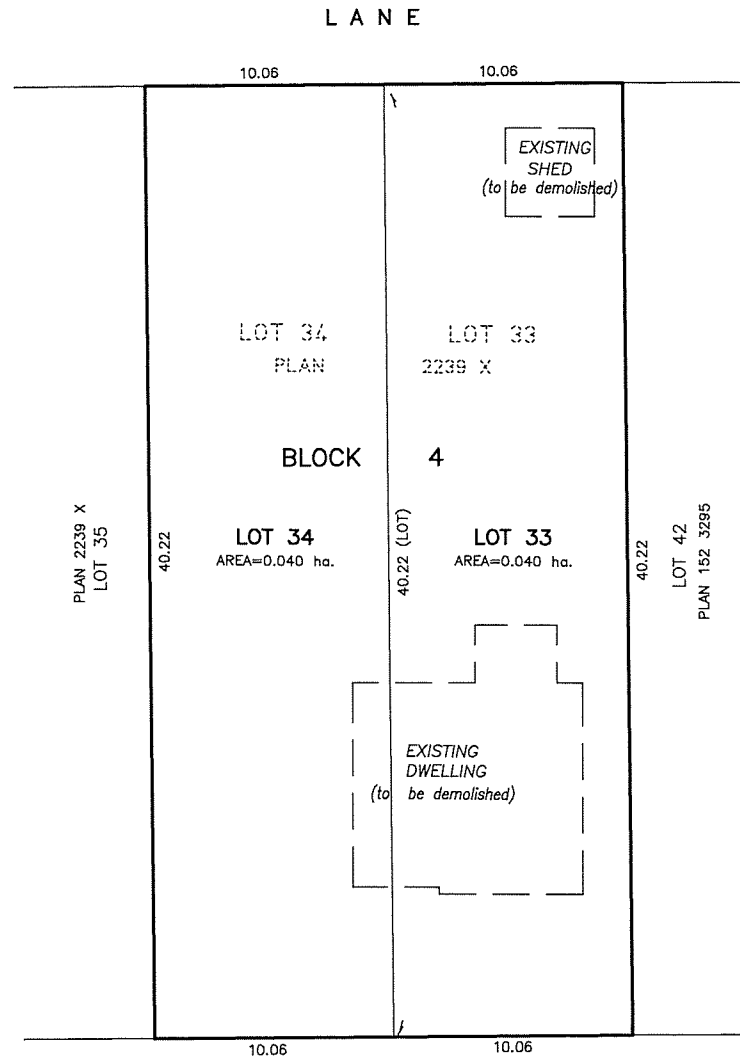 LANE
10.06 10.06
EXISTING
SHED
(to be demolished)
LOT 34 LOT 33
PLAN 2239 X
BLOCK 4
PLAN 2239 X
LOT 35
40.22
LOT 34
AREA=0.040 ha.
40.22 (LOT)
LOT 33
AREA=0.040 ha.
40.22
LOT 42
PLAN 152 3295
EXISTING
DWELLING
(to be demolished)
10.06 10.06